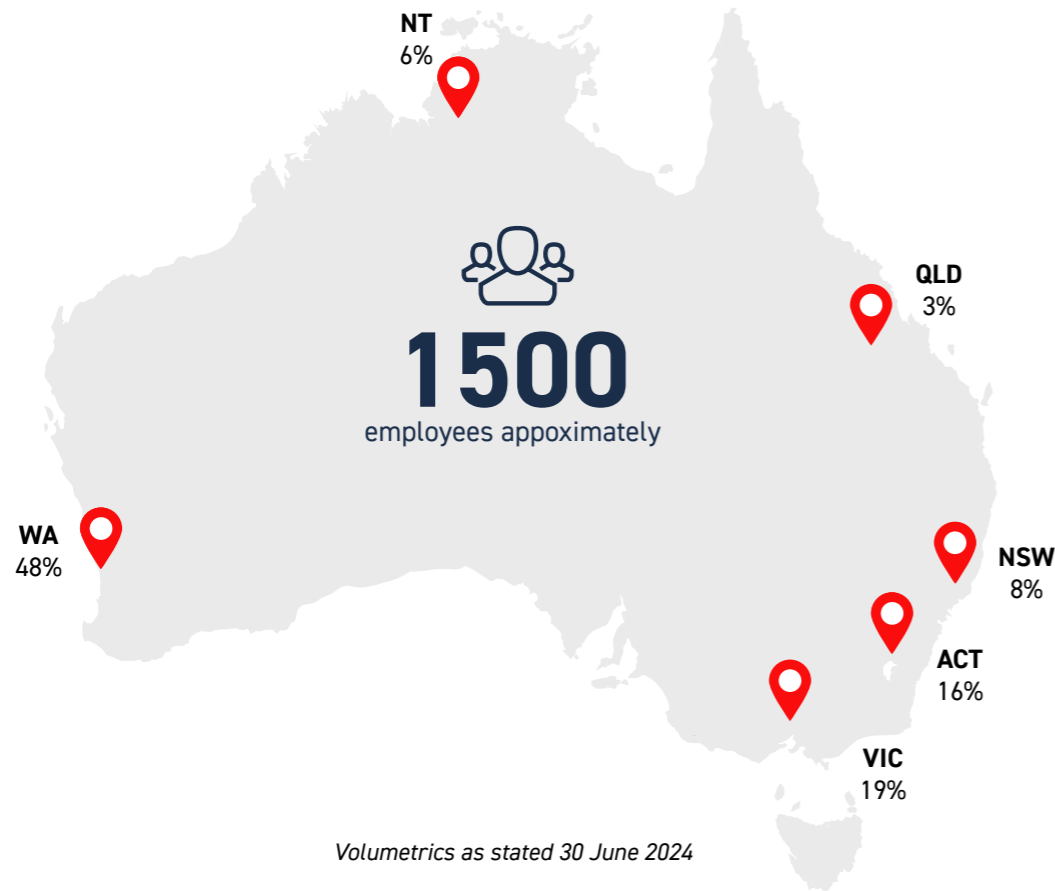 NT
6%
QLD
3%
1500
employees appoximately
WA
48%
NSW
8%
ACT
16%
VIC
19%
Volumetrics as stated 30 June 2024